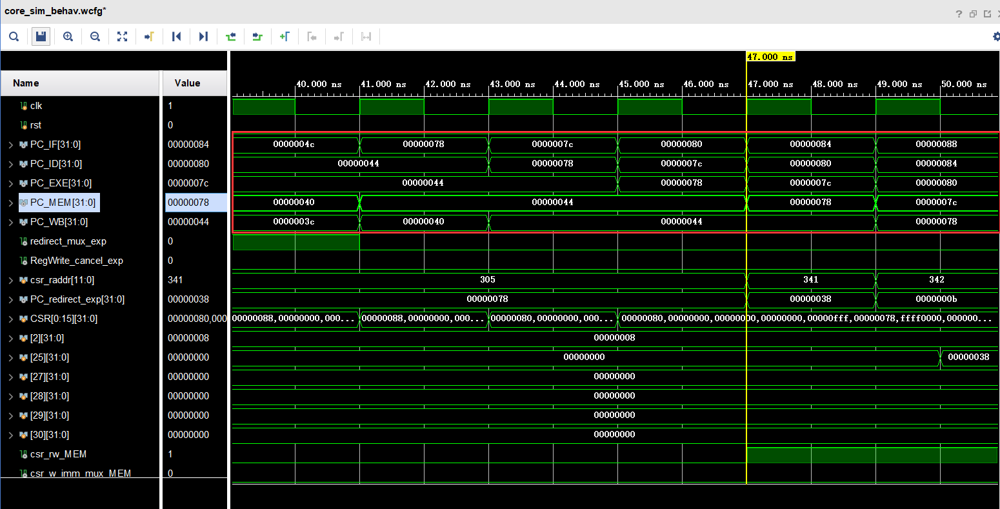 core_sim_behav.wcfg*
47.000 ns
Name Value
40.000 ns 41.000 ns 42.000 ns 43.000 ns 44.000 ns 45.000 ns 46.000 ns 47.000 ns 48.000 ns 49.000 ns 50.000 ns
clk 1
rst 0
PC_IF[31:0] 00000084 0000004c 00000078 0000007c 00000080 00000084 00000088
PC_ID[31:0] 00000080 00000044 00000078 0000007c 00000080 00000084
PC_EXE[31:0] 0000007c 00000044 00000078 0000007c 00000080
PC_MEM[31:0] 00000078 00000040 00000044 00000078 0000007c
PC_WB[31:0] 00000044 0000003c 00000040 00000044 00000078
redirect_mux_exp 0
RegWrite_cancel_exp 0
csr_raddr[11:0] 341 305 341 342
PC_redirect_exp[31:0] 00000038 00000078 00000038 0000000b
CSR[0:15][31:0] 00000080,000 00000088,00000000,000... 00000088,00000000,000... 00000080,00000000,000... 00000080,00000000,00000000,00000000,00000fff,00000078,ffff0000,000000...
[2][31:0] 00000008 00000008
[25][31:0] 00000000 00000000 00000038
[27][31:0] 00000000 00000000
[28][31:0] 00000000 00000000
[29][31:0] 00000000 00000000
[30][31:0] 00000000 00000000
csr_rw_MEM 1
csr_w_imm_mux_MEM 0